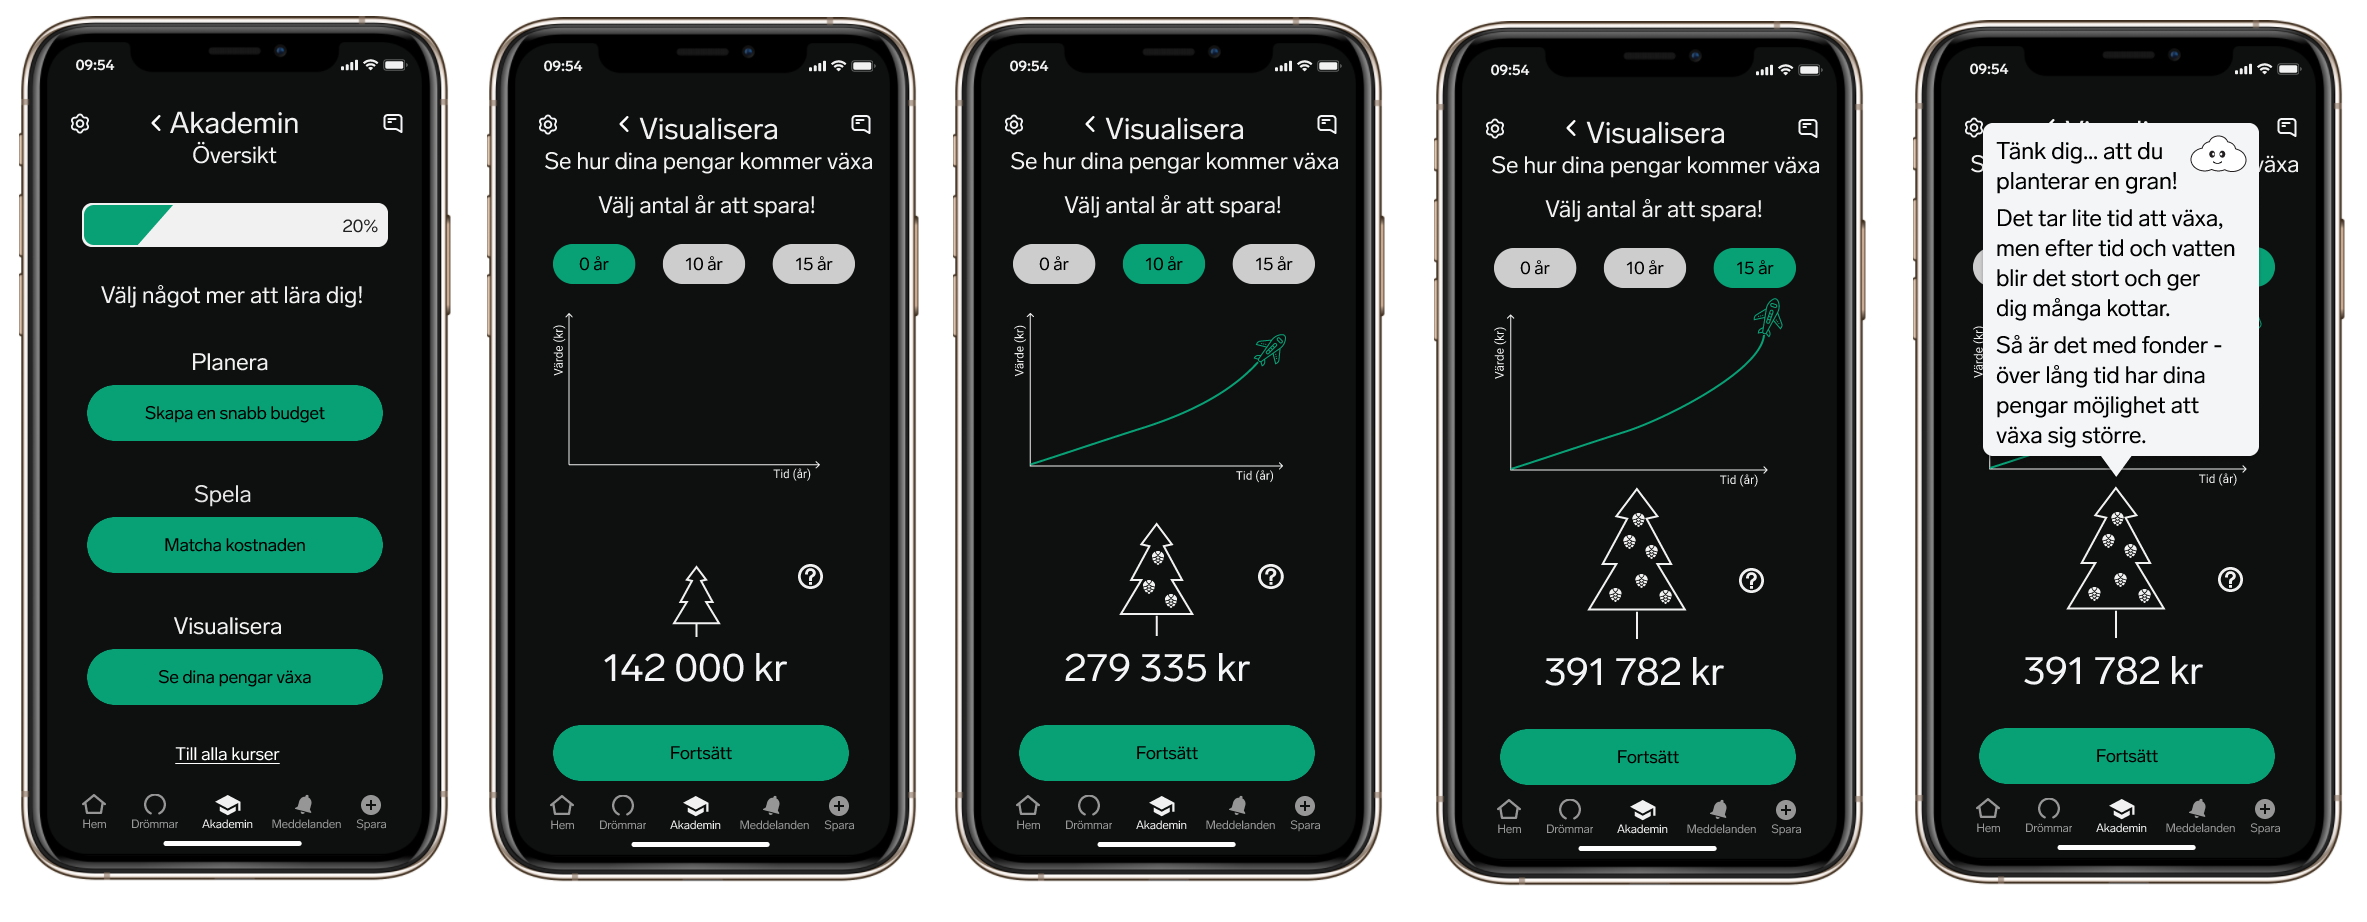 09:54
Akademin
Översikt
20%
Välj något mer att lära dig!
Planera
Skapa en snabb budget
Spela
Matcha kostnaden
Visualisera
Se dina pengar växa
Till alla kurser
Hem Drömmar Akademin Meddelanden Spara
09:54
Visualisera
Se hur dina pengar kommer växa
Välj antal år att spara!
0 år 10 år 15 år
Värde (kr)
Tid (år)
?
142 000 kr
Fortsätt
Hem Drömmar Akademin Meddelanden Spara
09:54
Visualisera
Se hur dina pengar kommer växa
Välj antal år att spara!
0 år 10 år 15 år
Värde (kr)
Tid (år)
?
279 335 kr
Fortsätt
Hem Drömmar Akademin Meddelanden Spara
09:54
Visualisera
Se hur dina pengar kommer växa
Välj antal år att spara!
0 år 10 år 15 år
Värde (kr)
Tid (år)
?
391 782 kr
Fortsätt
Hem Drömmar Akademin Meddelanden Spara
09:54
S växa
Tänk dig... att du
planterar en gran!
Det tar lite tid att växa,
men efter tid och vatten
blir det stort och ger
dig många kottar.
Så är det med fonder -
över lång tid har dina
pengar möjlighet att
växa sig större.
Värde (kr)
Tid (år)
?
391 782 kr
Fortsätt
Hem Drömmar Akademin Meddelanden Spara